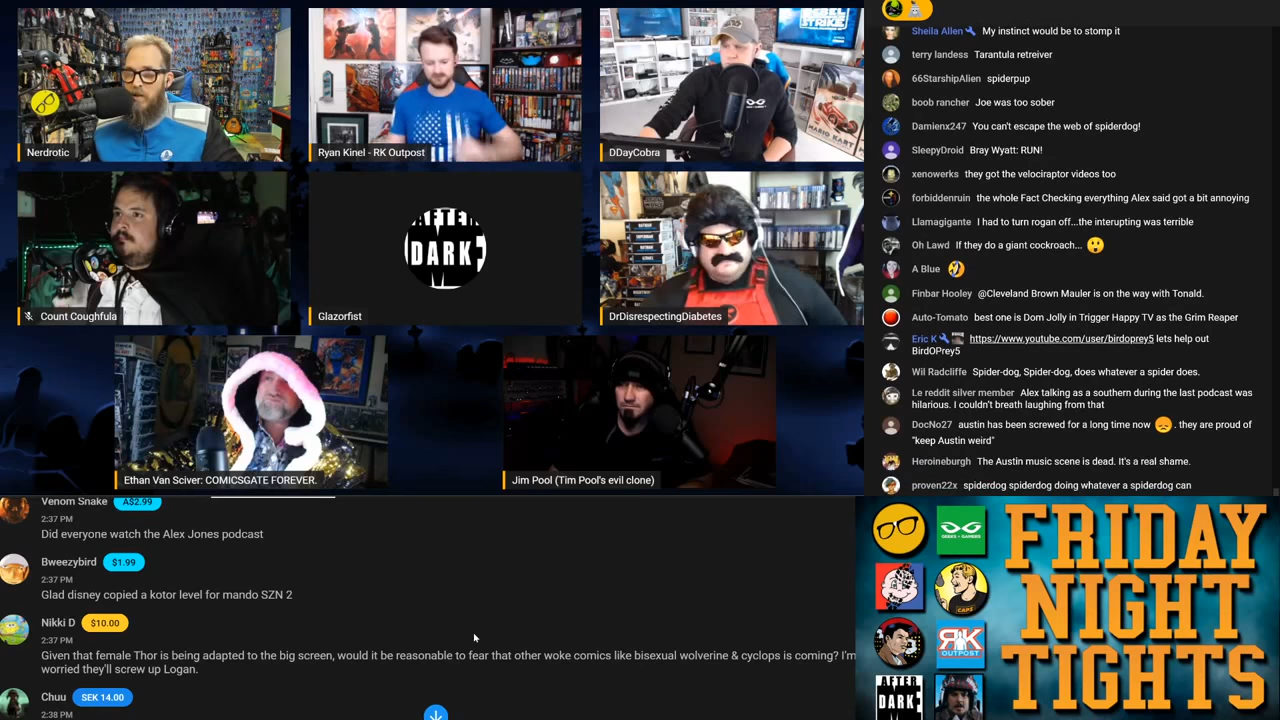 Nerdrotic
Ryan Kinel - RK Outpost
DDayCobra
REBEL
STRIKE
MARIO KART
Count Coughfula
AFTER
DARK
Glazorfist
DrDisrespectingDiabetes
Ethan Van Sciver: COMICSGATE FOREVER.
Jim Pool (Tim Pool's evil clone)
Sheila Allen My instinct would be to stomp it
terry landess Tarantula retreiver
66StarshipAlien spiderpup
boob rancher Joe was too sober
Damienx247 You can't escape the web of spiderdog!
SleepyDroid Bray Wyatt: RUN!
xenowerks they got the velociraptor videos too
forbiddenruin the whole Fact Checking everything Alex said got a bit annoying
Llamagigante I had to turn rogan off...the interupting was terrible
Oh Lawd If they do a giant cockroach... 😲
A Blue 🤣
Finbar Hooley @Cleveland Brown Mauler is on the way with Tonald.
Auto-Tomato best one is Dom Jolly in Trigger Happy TV as the Grim Reaper
Eric K https://www.youtube.com/user/birdoprey5 lets help out
BirdOPrey5
Wil Radcliffe Spider-dog, Spider-dog, does whatever a spider does.
Le reddit silver member Alex talking as a southern during the last podcast was
hilarious. I couldn't breath laughing from that
DocNo27 austin has been screwed for a long time now 😞. they are proud of
"keep Austin weird"
Heroineburgh The Austin music scene is dead. It's a real shame.
proven22x spiderdog spiderdog doing whatever a spiderdog can
Venom Snake A$2.99
2:37 PM
Did everyone watch the Alex Jones podcast
Bweezybird $1.99
2:37 PM
Glad disney copied a kotor level for mando SZN 2
Nikki D $10.00
2:37 PM
Given that female Thor is being adapted to the big screen, would it be reasonable to fear that other woke comics like bisexual wolverine & cyclops is coming? I'm
worried they'll screw up Logan.
Chuu SEK 14.00
2:38 PM
GEEKS + GAMERS
CAPS
RK
OUTPOST
AFTER
DARK
FRIDAY
NIGHT
TIGHTS